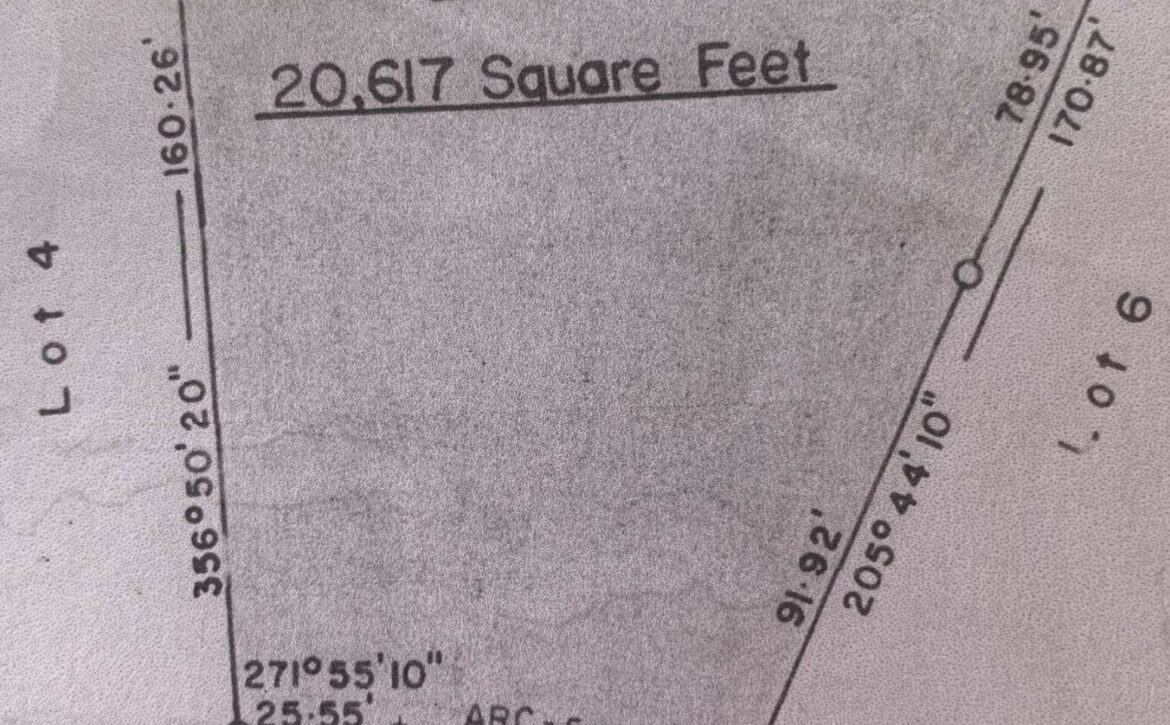 20,617 Square Feet
160.26'
356°50'20"
Lot 4
78.95'
170.87'
Lot 6
205°44'10"
91.92'
271°55'10"
25.55'
ARC